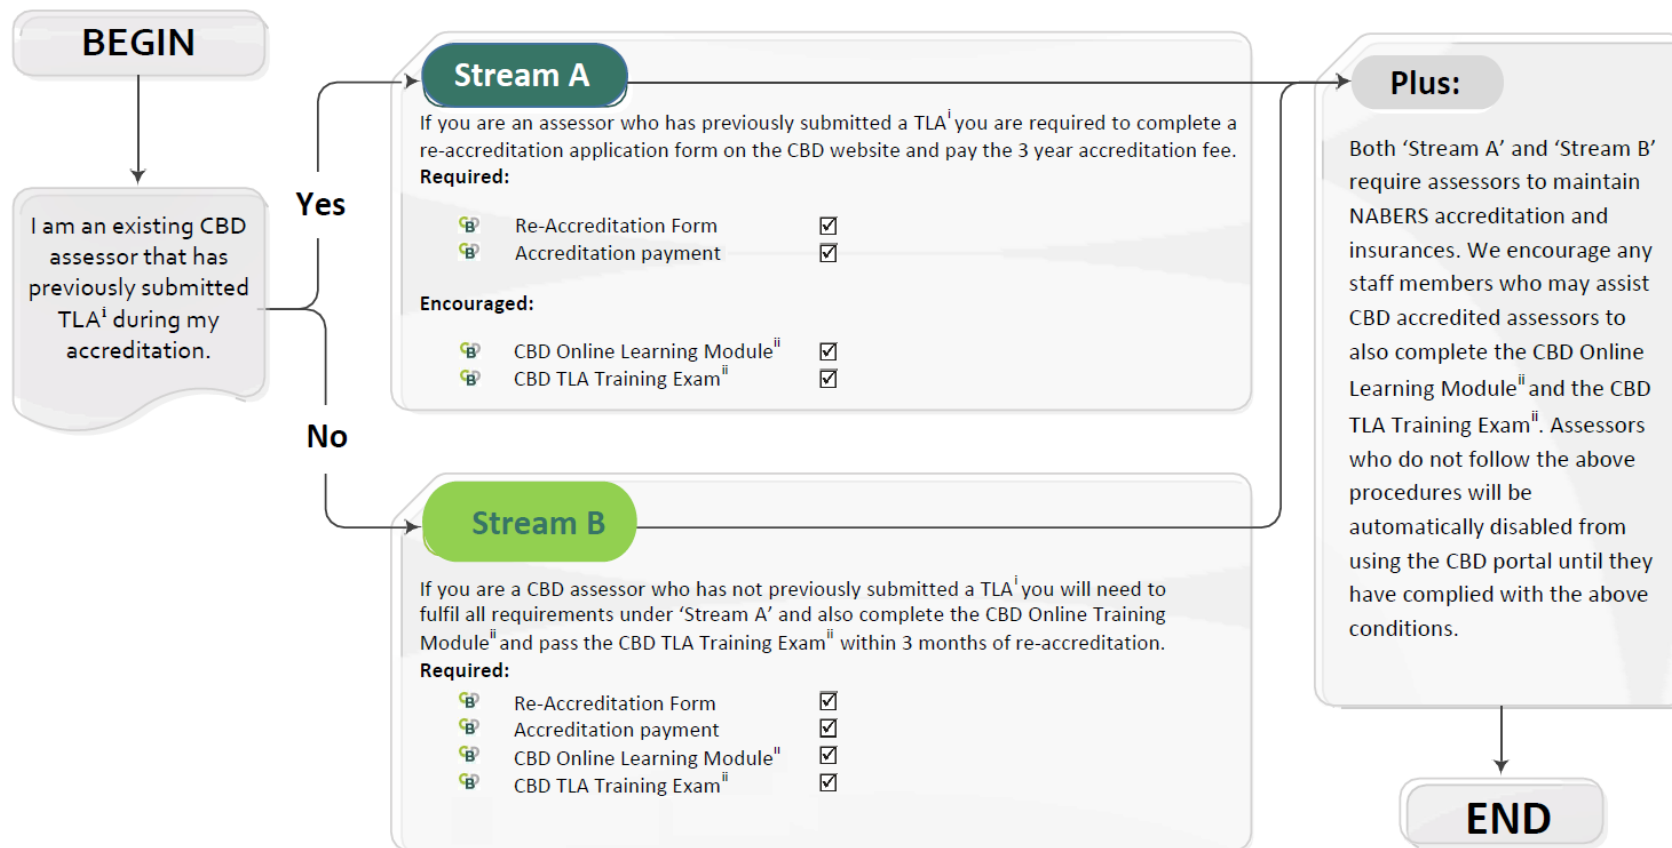 BEGIN
I am an existing CBD
assessor that has
previously submitted
TLAⁱ during my
accreditation.
Yes
No
Stream A
If you are an assessor who has previously submitted a TLAⁱ you are required to complete a
re-accreditation application form on the CBD website and pay the 3 year accreditation fee.
Required:
CBD Re-Accreditation Form ☑
CBD Accreditation payment ☑
Encouraged:
CBD CBD Online Learning Moduleⁱⁱ ☑
CBD CBD TLA Training Examⁱⁱ ☑
Stream B
If you are a CBD assessor who has not previously submitted a TLAⁱ you will need to
fulfil all requirements under ‘Stream A’ and also complete the CBD Online Training
Moduleⁱⁱ and pass the CBD TLA Training Examⁱⁱ within 3 months of re-accreditation.
Required:
CBD Re-Accreditation Form ☑
CBD Accreditation payment ☑
CBD CBD Online Learning Moduleⁱⁱ ☑
CBD CBD TLA Training Examⁱⁱ ☑
Plus:
Both ‘Stream A’ and ‘Stream B’
require assessors to maintain
NABERS accreditation and
insurances. We encourage any
staff members who may assist
CBD accredited assessors to
also complete the CBD Online
Learning Moduleⁱⁱ and the CBD
TLA Training Examⁱⁱ. Assessors
who do not follow the above
procedures will be
automatically disabled from
using the CBD portal until they
have complied with the above
conditions.
END